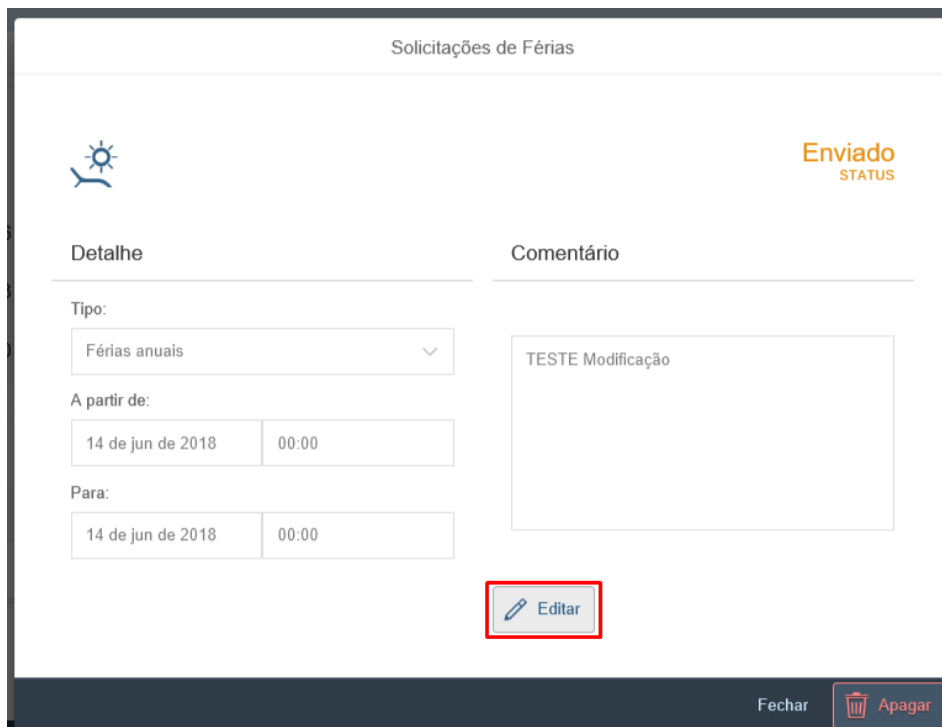 Solicitações de Férias
Enviado
STATUS
Detalhe
Comentário
Tipo:
Férias anuais
TESTE Modificação
A partir de:
14 de jun de 2018 00:00
Para:
14 de jun de 2018 00:00
Editar
Fechar Apagar